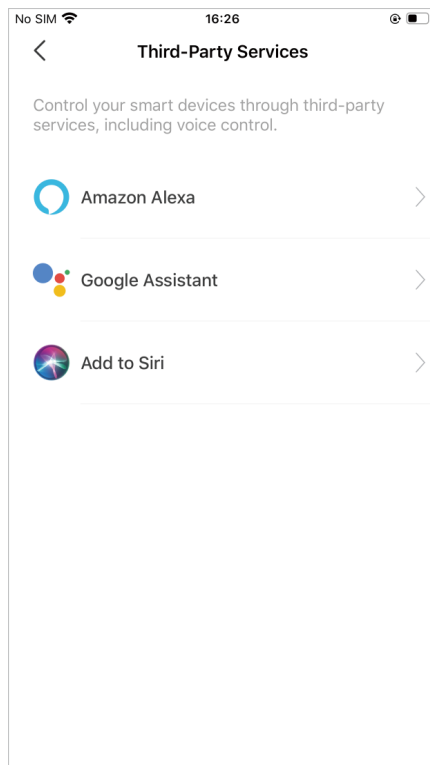 No SIM 16:26
Third-Party Services
Control your smart devices through third-party
services, including voice control.
Amazon Alexa
Google Assistant
Add to Siri